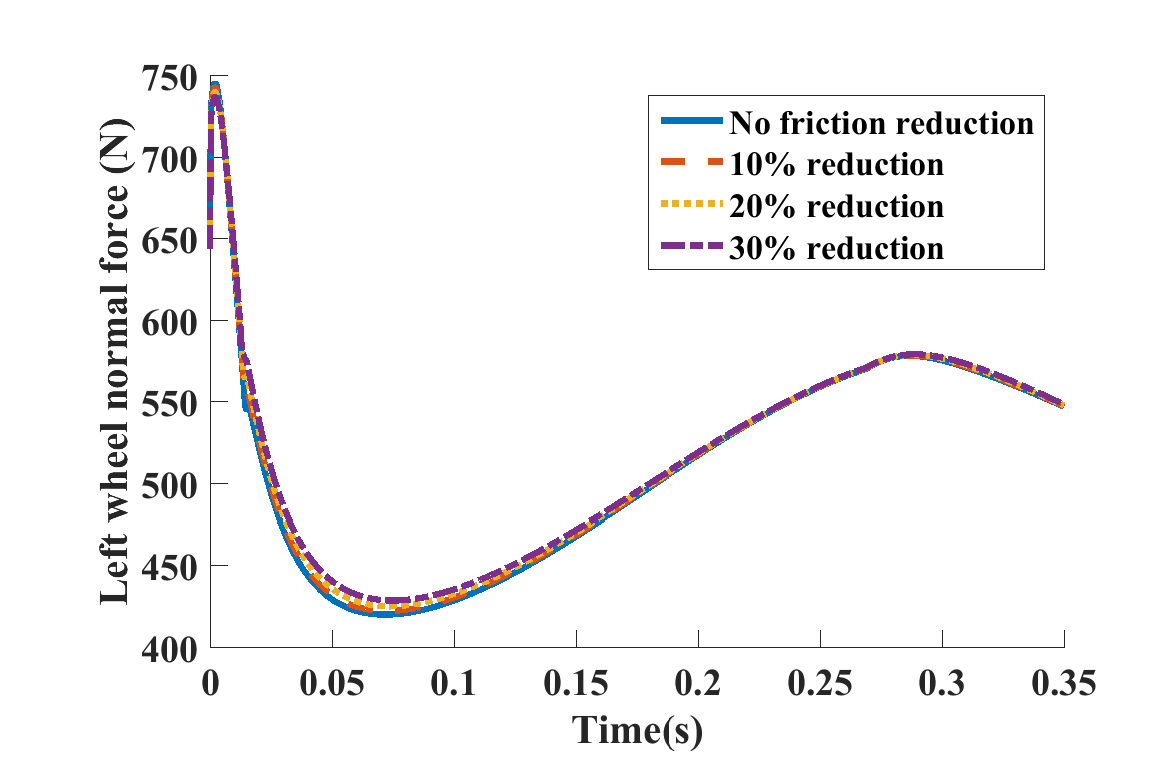 750
700
650
600
550
500
450
400
Left wheel normal force (N)
No friction reduction
10% reduction
20% reduction
30% reduction
0 0.05 0.1 0.15 0.2 0.25 0.3 0.35
Time(s)